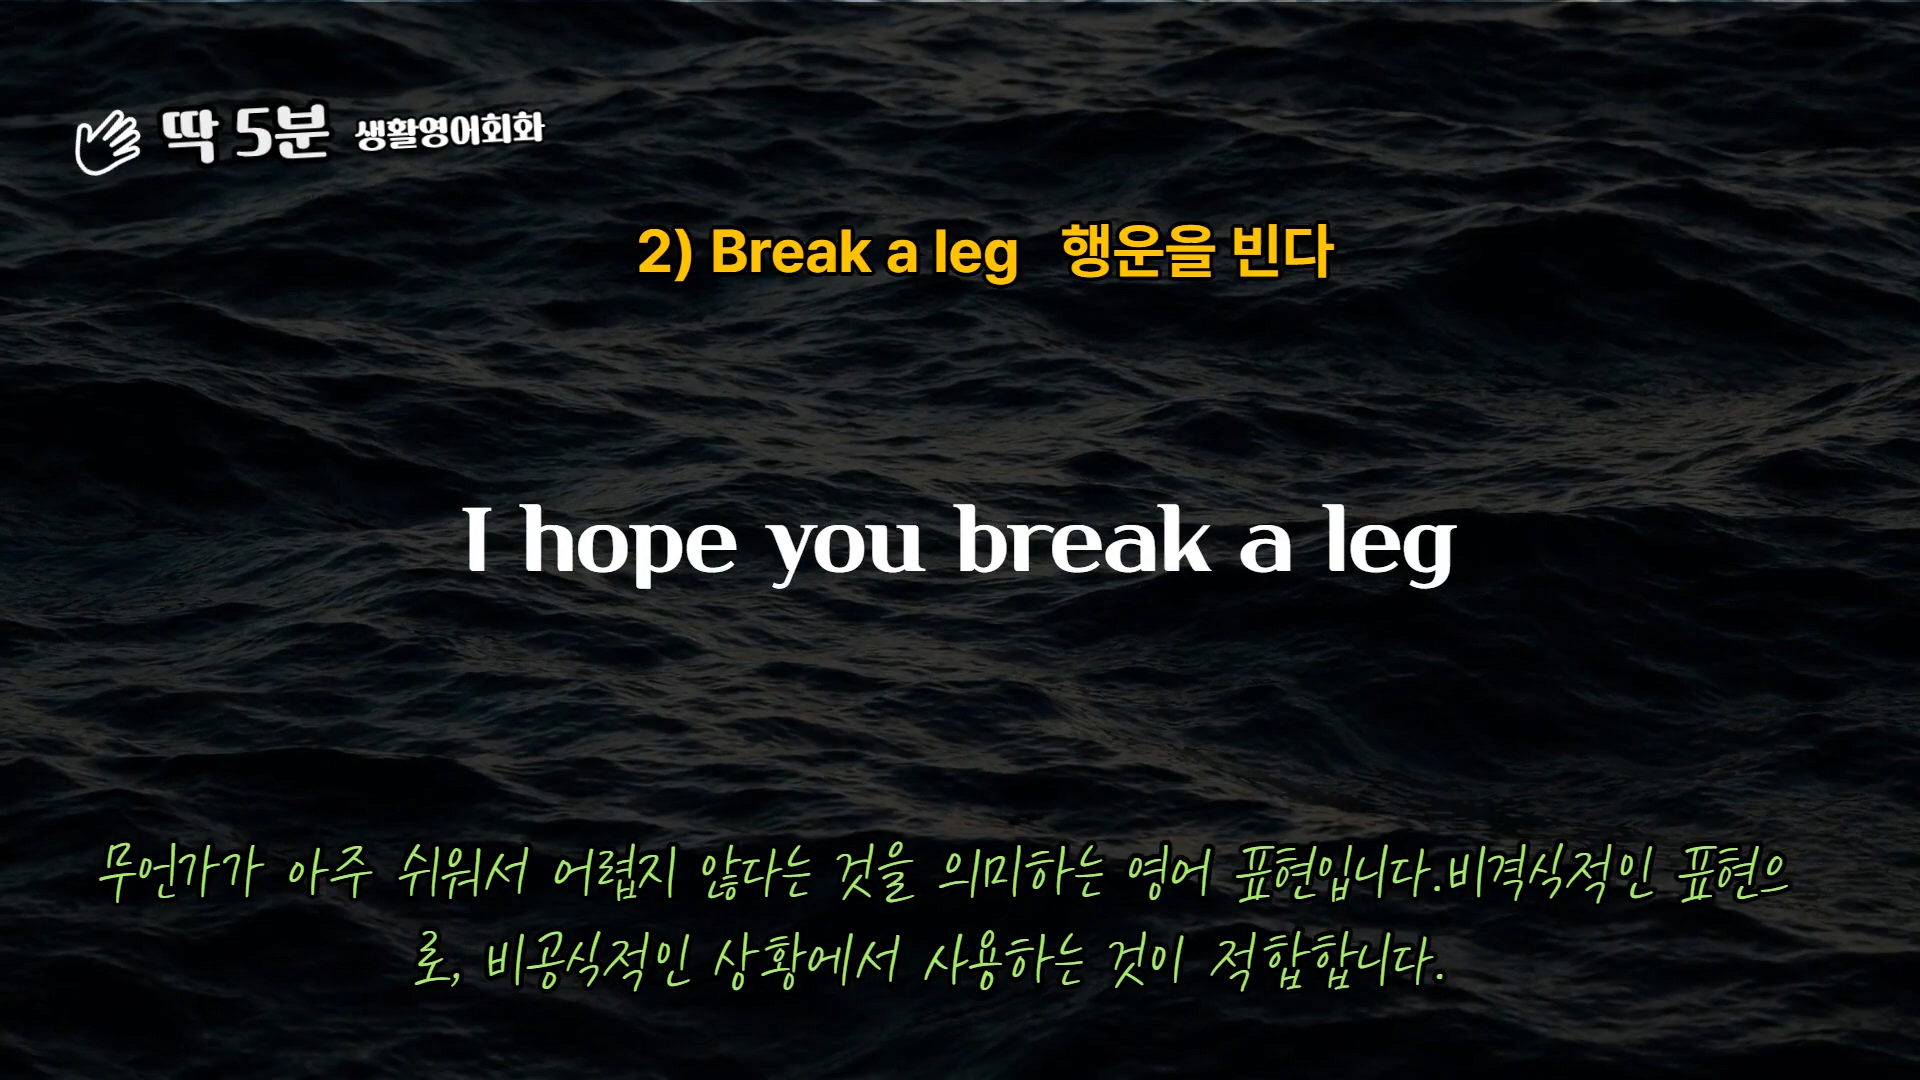 딱 5분 생활영어회화
2) Break a leg 행운을 빈다
I hope you break a leg
무언가가 아주 쉬워서 어렵지 않다는 것을 의미하는 영어 표현입니다.비격식적인 표현으
로, 비공식적인 상황에서 사용하는 것이 적합합니다.